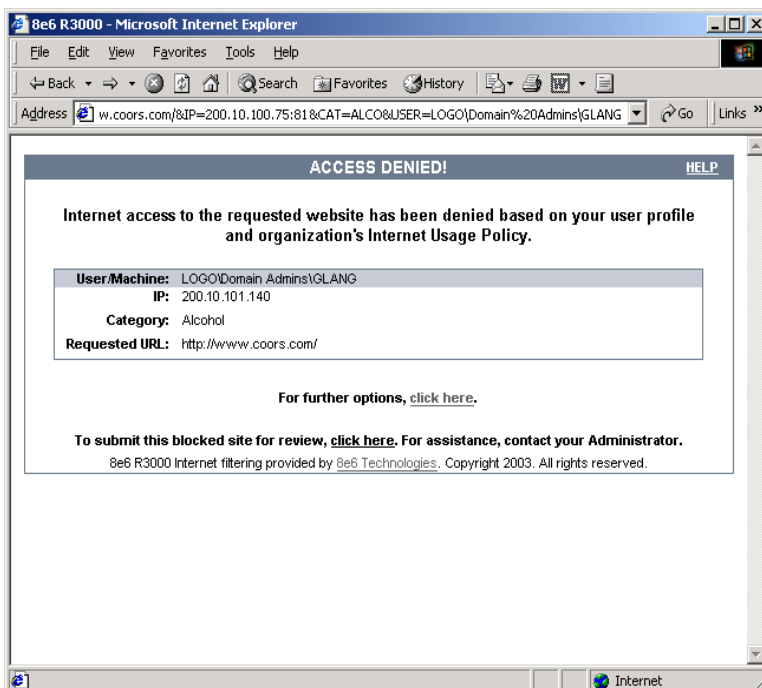 8e6 R3000 - Microsoft Internet Explorer
File Edit View Favorites Tools Help
Back Search Favorites History
Address w.coors.com/&IP=200.10.100.75:81&CAT=ALCO&USER=LOGO\Domain%20Admins\GLANG Go Links »
ACCESS DENIED! HELP
Internet access to the requested website has been denied based on your user profile
and organization's Internet Usage Policy.
User/Machine: LOGO\Domain Admins\GLANG
IP: 200.10.101.140
Category: Alcohol
Requested URL: http://www.coors.com/
For further options, click here.
To submit this blocked site for review, click here. For assistance, contact your Administrator.
8e6 R3000 Internet filtering provided by 8e6 Technologies. Copyright 2003. All rights reserved.
Internet